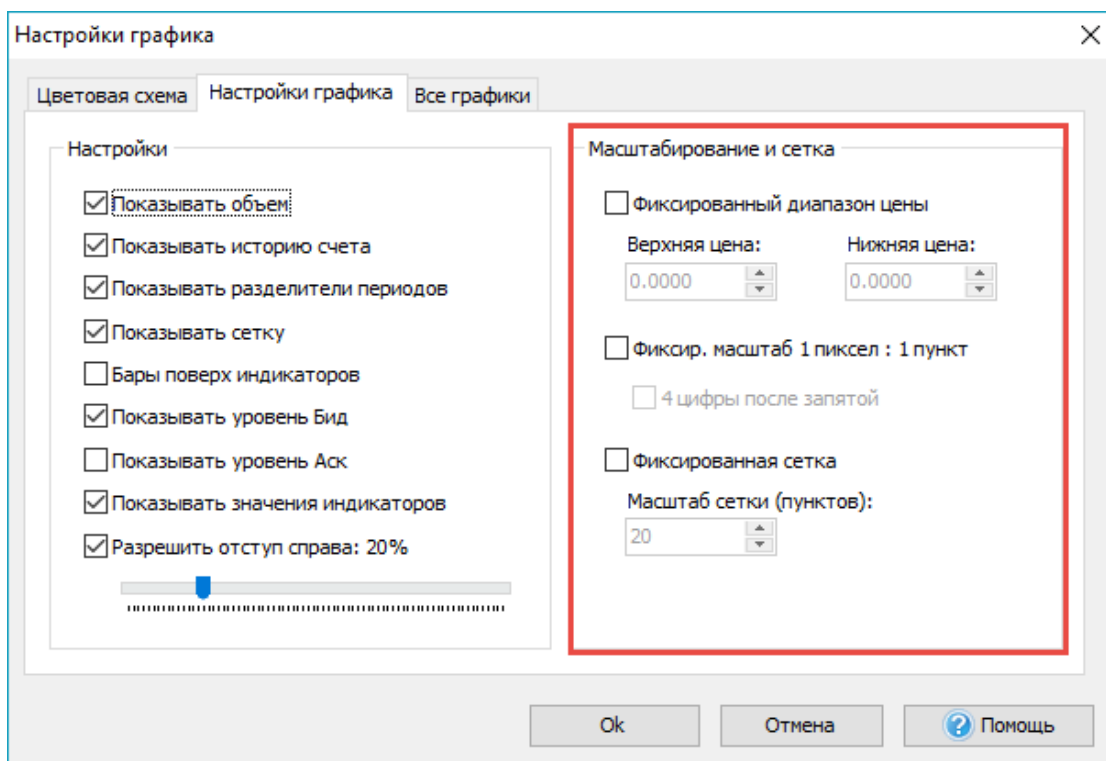 Настройки графика
Цветовая схема
Настройки графика
Все графики
Настройки
Показывать объем
Показывать историю счета
Показывать разделители периодов
Показывать сетку
Бары поверх индикаторов
Показывать уровень Бид
Показывать уровень Аск
Показывать значения индикаторов
Разрешить отступ справа: 20%
Масштабирование и сетка
Фиксированный диапазон цены
Верхняя цена: Нижняя цена:
0.0000 0.0000
Фиксир. масштаб 1 пиксел : 1 пункт
4 цифры после запятой
Фиксированная сетка
Масштаб сетки (пунктов):
20
Ok
Отмена
Помощь